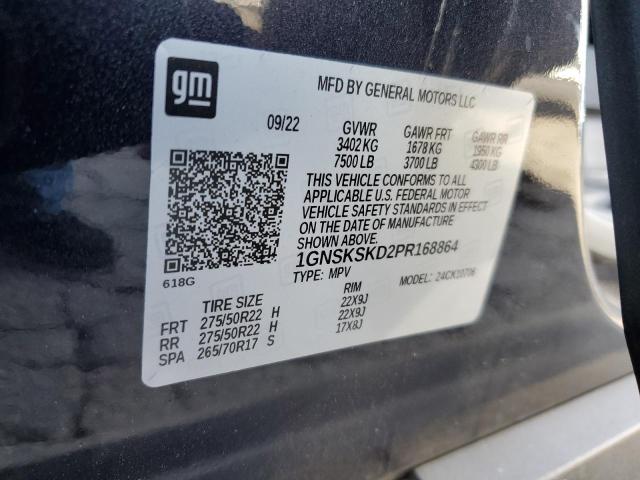 gm
MFD BY GENERAL MOTORS LLC
09/22 GVWR GAWR FRT GAWR RR
3402 KG 1678 KG 1950 KG
7500 LB 3700 LB 4300 LB
THIS VEHICLE CONFORMS TO ALL
APPLICABLE U.S. FEDERAL MOTOR
VEHICLE SAFETY STANDARDS IN EFFECT
ON THE DATE OF MANUFACTURE
SHOWN ABOVE.
1GNSKSKD2PR168864
618G TYPE: MPV MODEL: 24CK10706
TIRE SIZE RIM
FRT 275/50R22 H 22X9J
RR 275/50R22 H 22X9J
SPA 265/70R17 S 17X8J